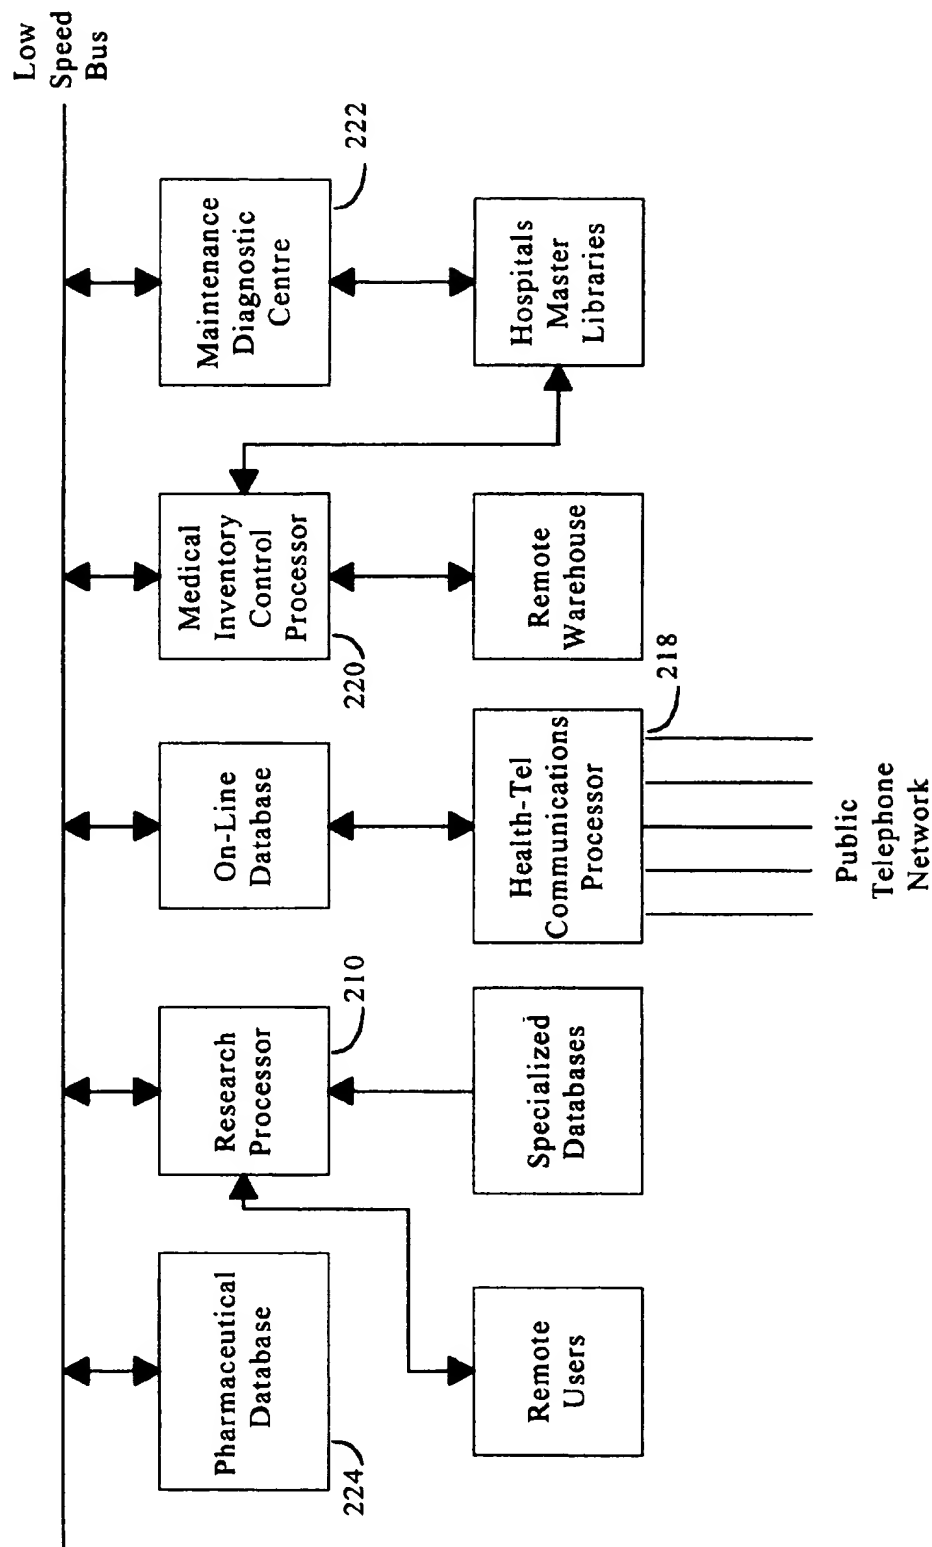 Low
Speed
Bus
Pharmaceutical
Database
224
Research
Processor
210
On-Line
Database
Medical
Inventory
Control
Processor
220
Maintenance
Diagnostic
Centre
222
Remote
Users
Specialized
Databases
Health-Tel
Communications
Processor
218
Remote
Warehouse
Hospitals
Master
Libraries
Public
Telephone
Network